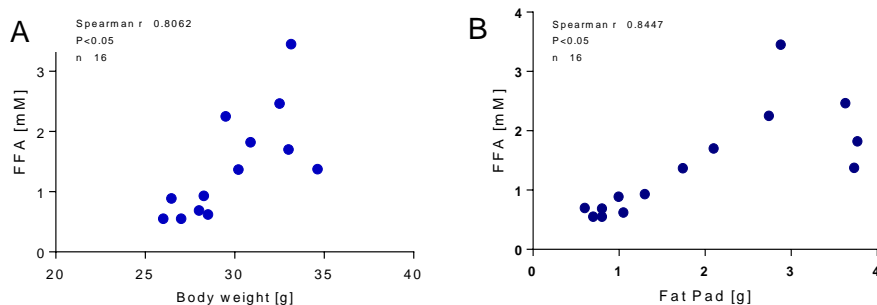 A
Spearman r 0.8062
P<0.05
n 16
FFA [mM]
3
2
1
0
20 25 30 35 40
Body weight [g]
B
Spearman r 0.8447
P<0.05
n 16
FFA [mM]
4
3
2
1
0
0 1 2 3 4
Fat Pad [g]